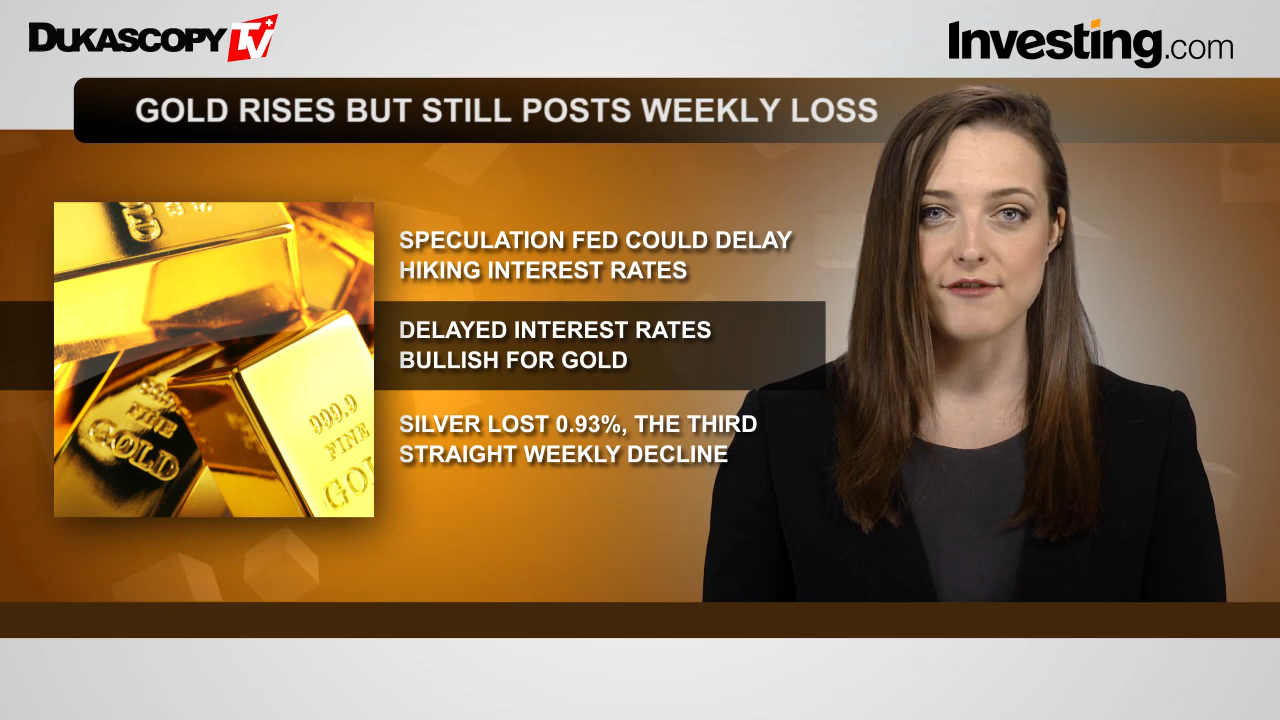 DUKASCOPY TV
Investing.com
GOLD RISES BUT STILL POSTS WEEKLY LOSS
SPECULATION FED COULD DELAY
HIKING INTEREST RATES
DELAYED INTEREST RATES
BULLISH FOR GOLD
SILVER LOST 0.93%, THE THIRD
STRAIGHT WEEKLY DECLINE
FINE
GOLD
999.9
FINE